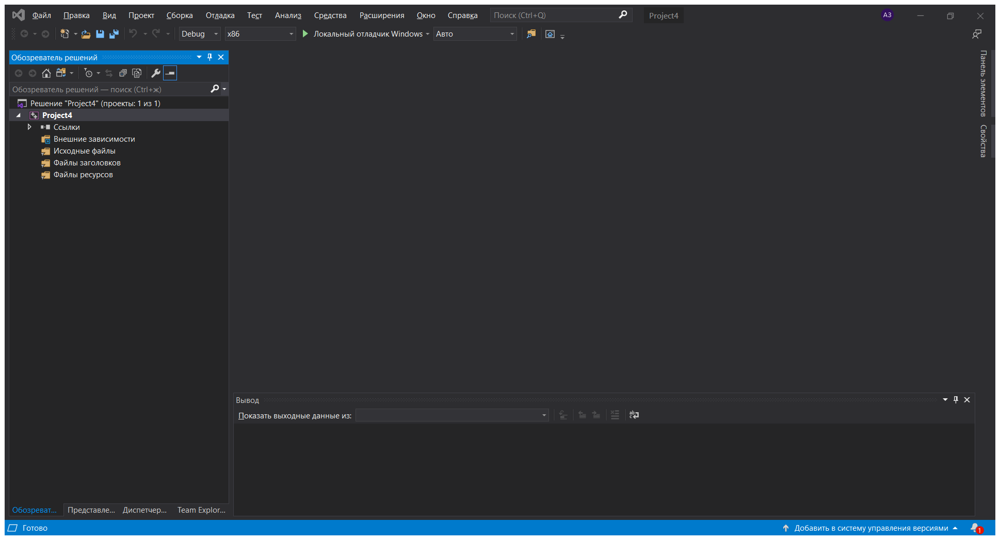 Файл Правка Вид Проект Сборка Отладка Тест Анализ Средства Расширения Окно Справка Поиск (Ctrl+Q) Project4 АЗ
Debug x86 Локальный отладчик Windows Авто
Обозреватель решений
Обозреватель решений — поиск (Ctrl+ж)
Решение "Project4" (проекты: 1 из 1)
Project4
Ссылки
Внешние зависимости
Исходные файлы
Файлы заголовков
Файлы ресурсов
Панель элементов
Свойства
Вывод
Показать выходные данные из:
Обозреват... Представле... Диспетчер... Team Explor...
Готово Добавить в систему управления версиями 1